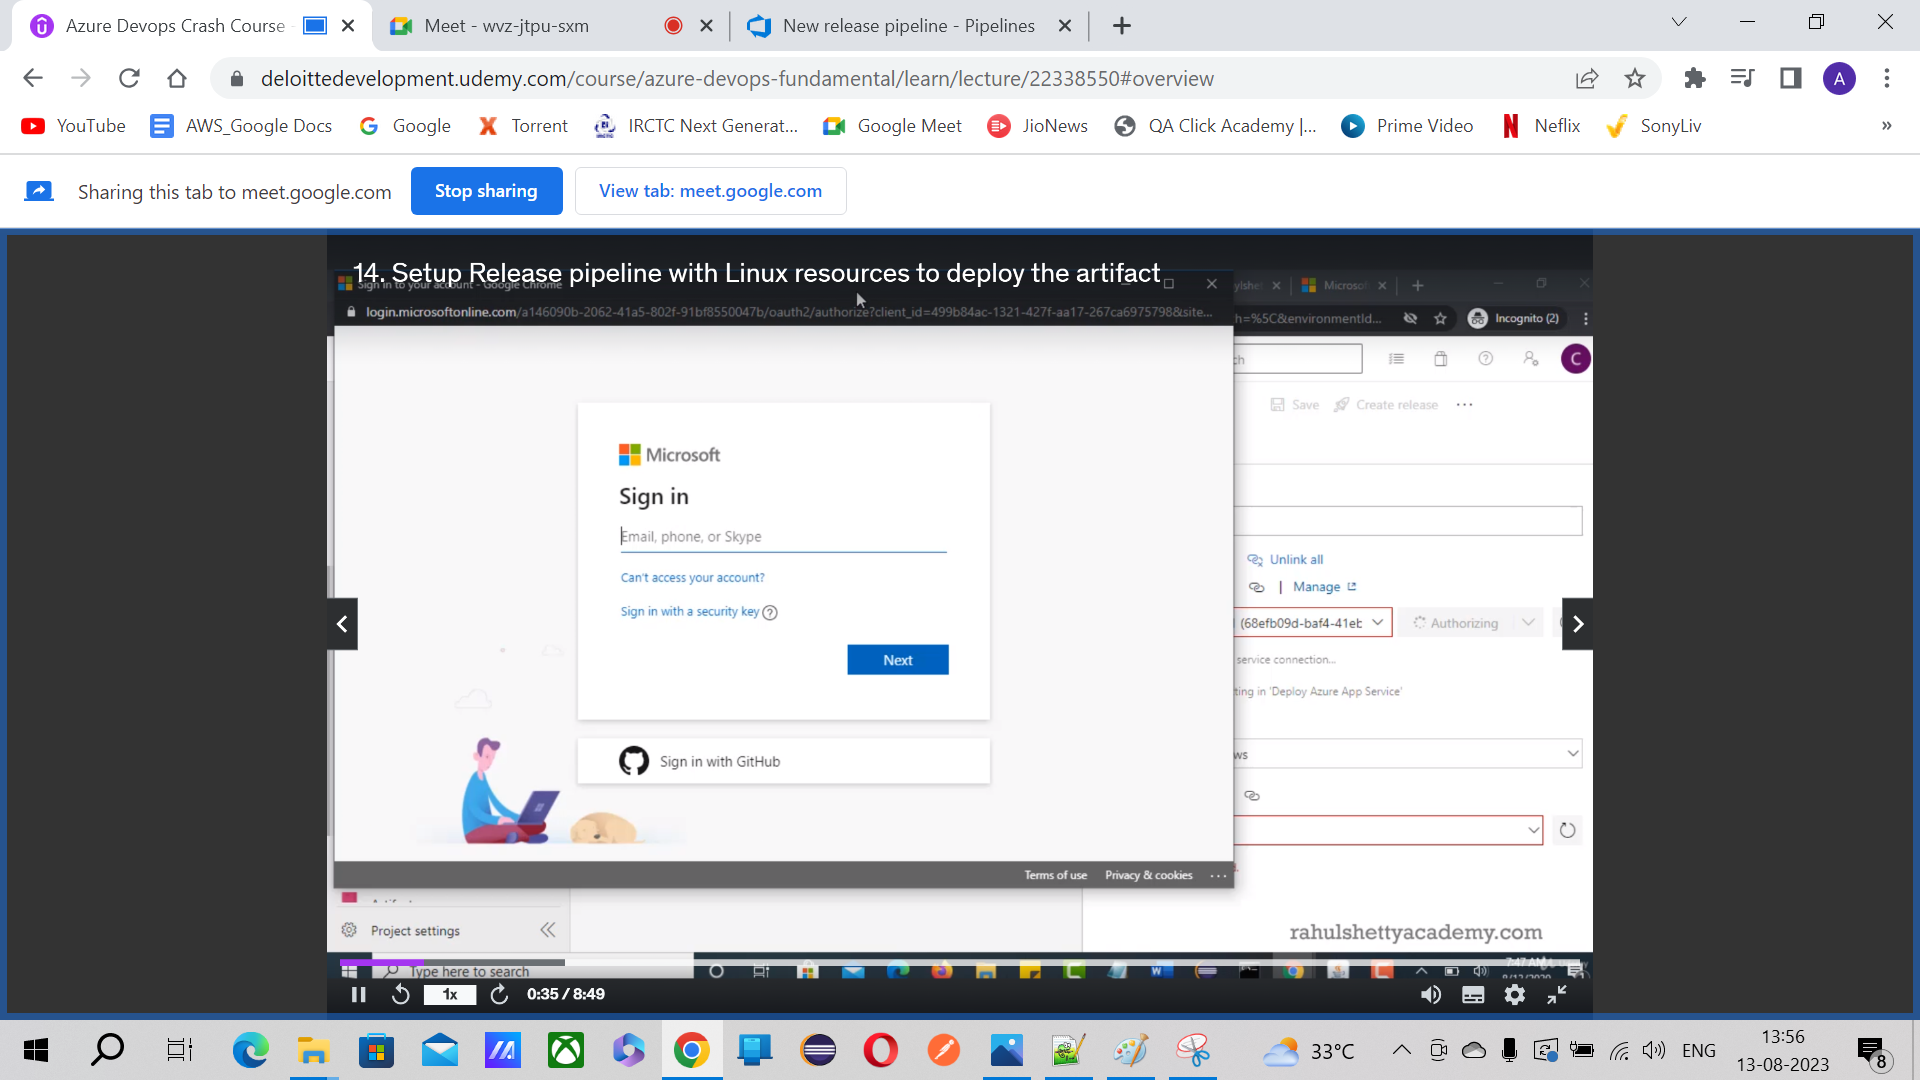 Azure Devops Crash Course
Meet - wvz-jtpu-sxm
New release pipeline - Pipelines
deloittedevelopment.udemy.com/course/azure-devops-fundamental/learn/lecture/22338550#overview
A
YouTube
AWS_Google Docs
Google
Torrent
IRCTC Next Generat...
Google Meet
JioNews
QA Click Academy |...
Prime Video
Neflix
SonyLiv
»
Sharing this tab to meet.google.com
Stop sharing
View tab: meet.google.com
14. Setup Release pipeline with Linux resources to deploy the artifact
Sign in to your account - Google Chrome
Microsof
login.microsoftonline.com/a146090b-2062-41a5-802f-91bf8550047b/oauth2/authorize?client_id=499b84ac-1321-427f-aa17-267ca6975798&site...
h=%5C&environmentId...
Incognito (2)
ch
C
Save
Create release
Microsoft
Sign in
Email, phone, or Skype
Can't access your account?
Sign in with a security key
Next
Sign in with GitHub
Unlink all
| Manage
(68efb09d-baf4-41eb
Authorizing
service connection...
ting in 'Deploy Azure App Service'
ws
Terms of use
Privacy & cookies
...
Project settings
rahulshettyacademy.com
Type here to search
1x
0:35 / 8:49
33°C
ENG
13:56
13-08-2023
8